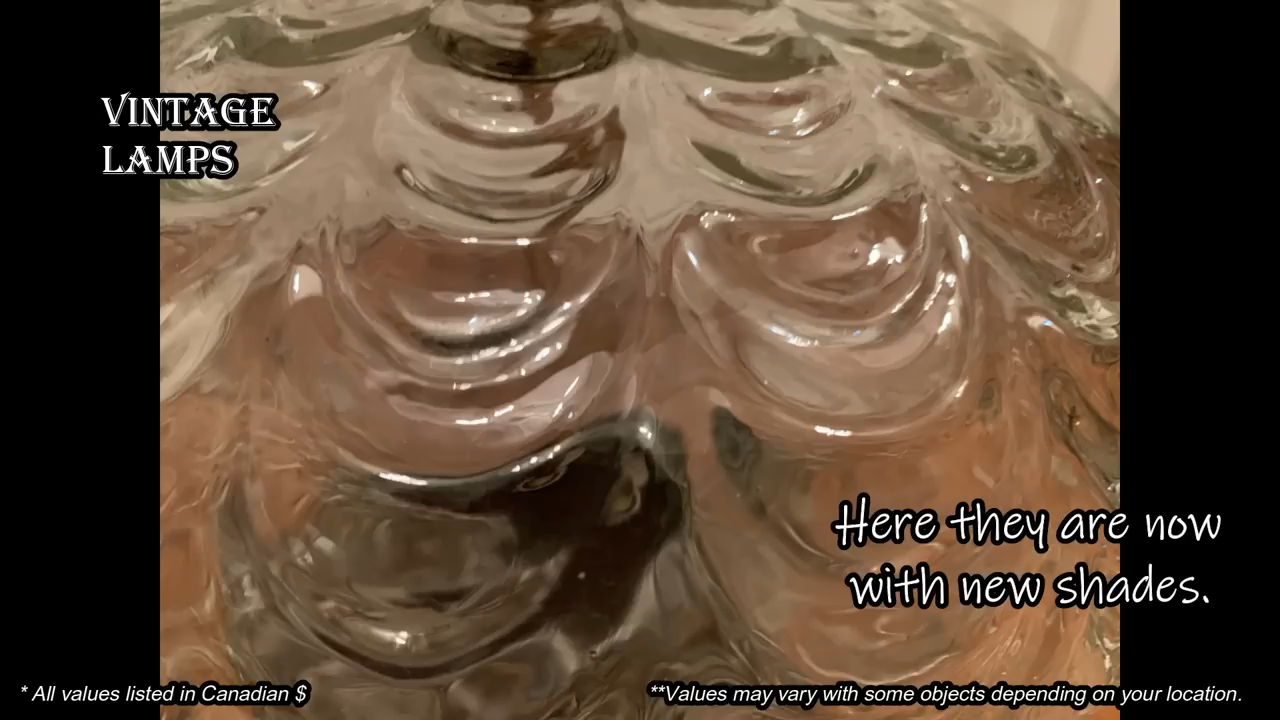 VINTAGE
LAMPS
Here they are now
with new shades.
* All values listed in Canadian $
**Values may vary with some objects depending on your location.